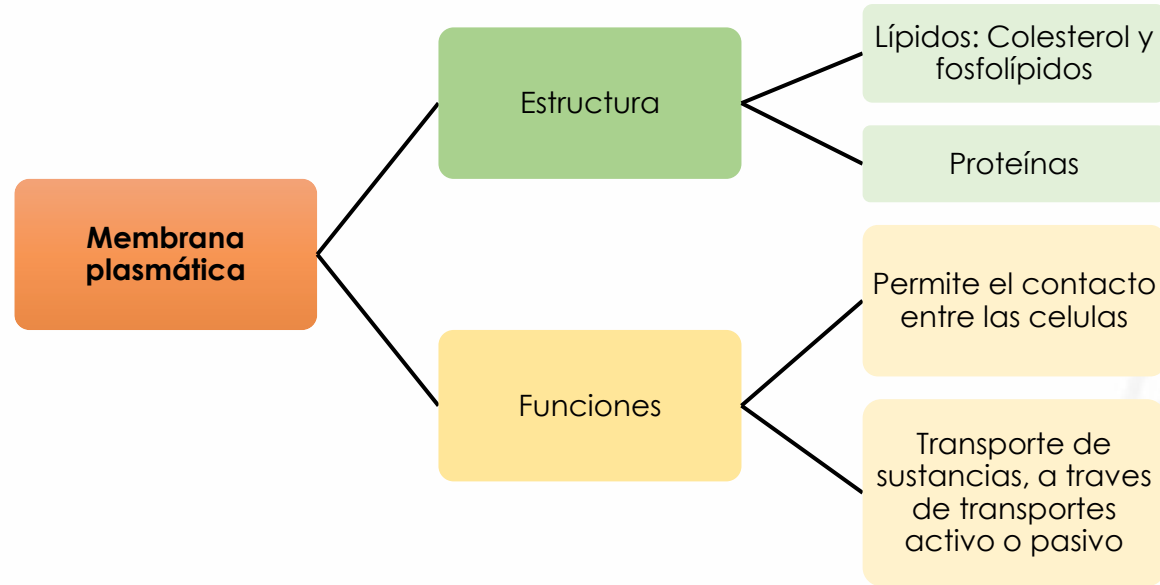 Membrana
plasmática
Estructura
Lípidos: Colesterol y
fosfolípidos
Proteínas
Funciones
Permite el contacto
entre las celulas
Transporte de
sustancias, a traves
de transportes
activo o pasivo